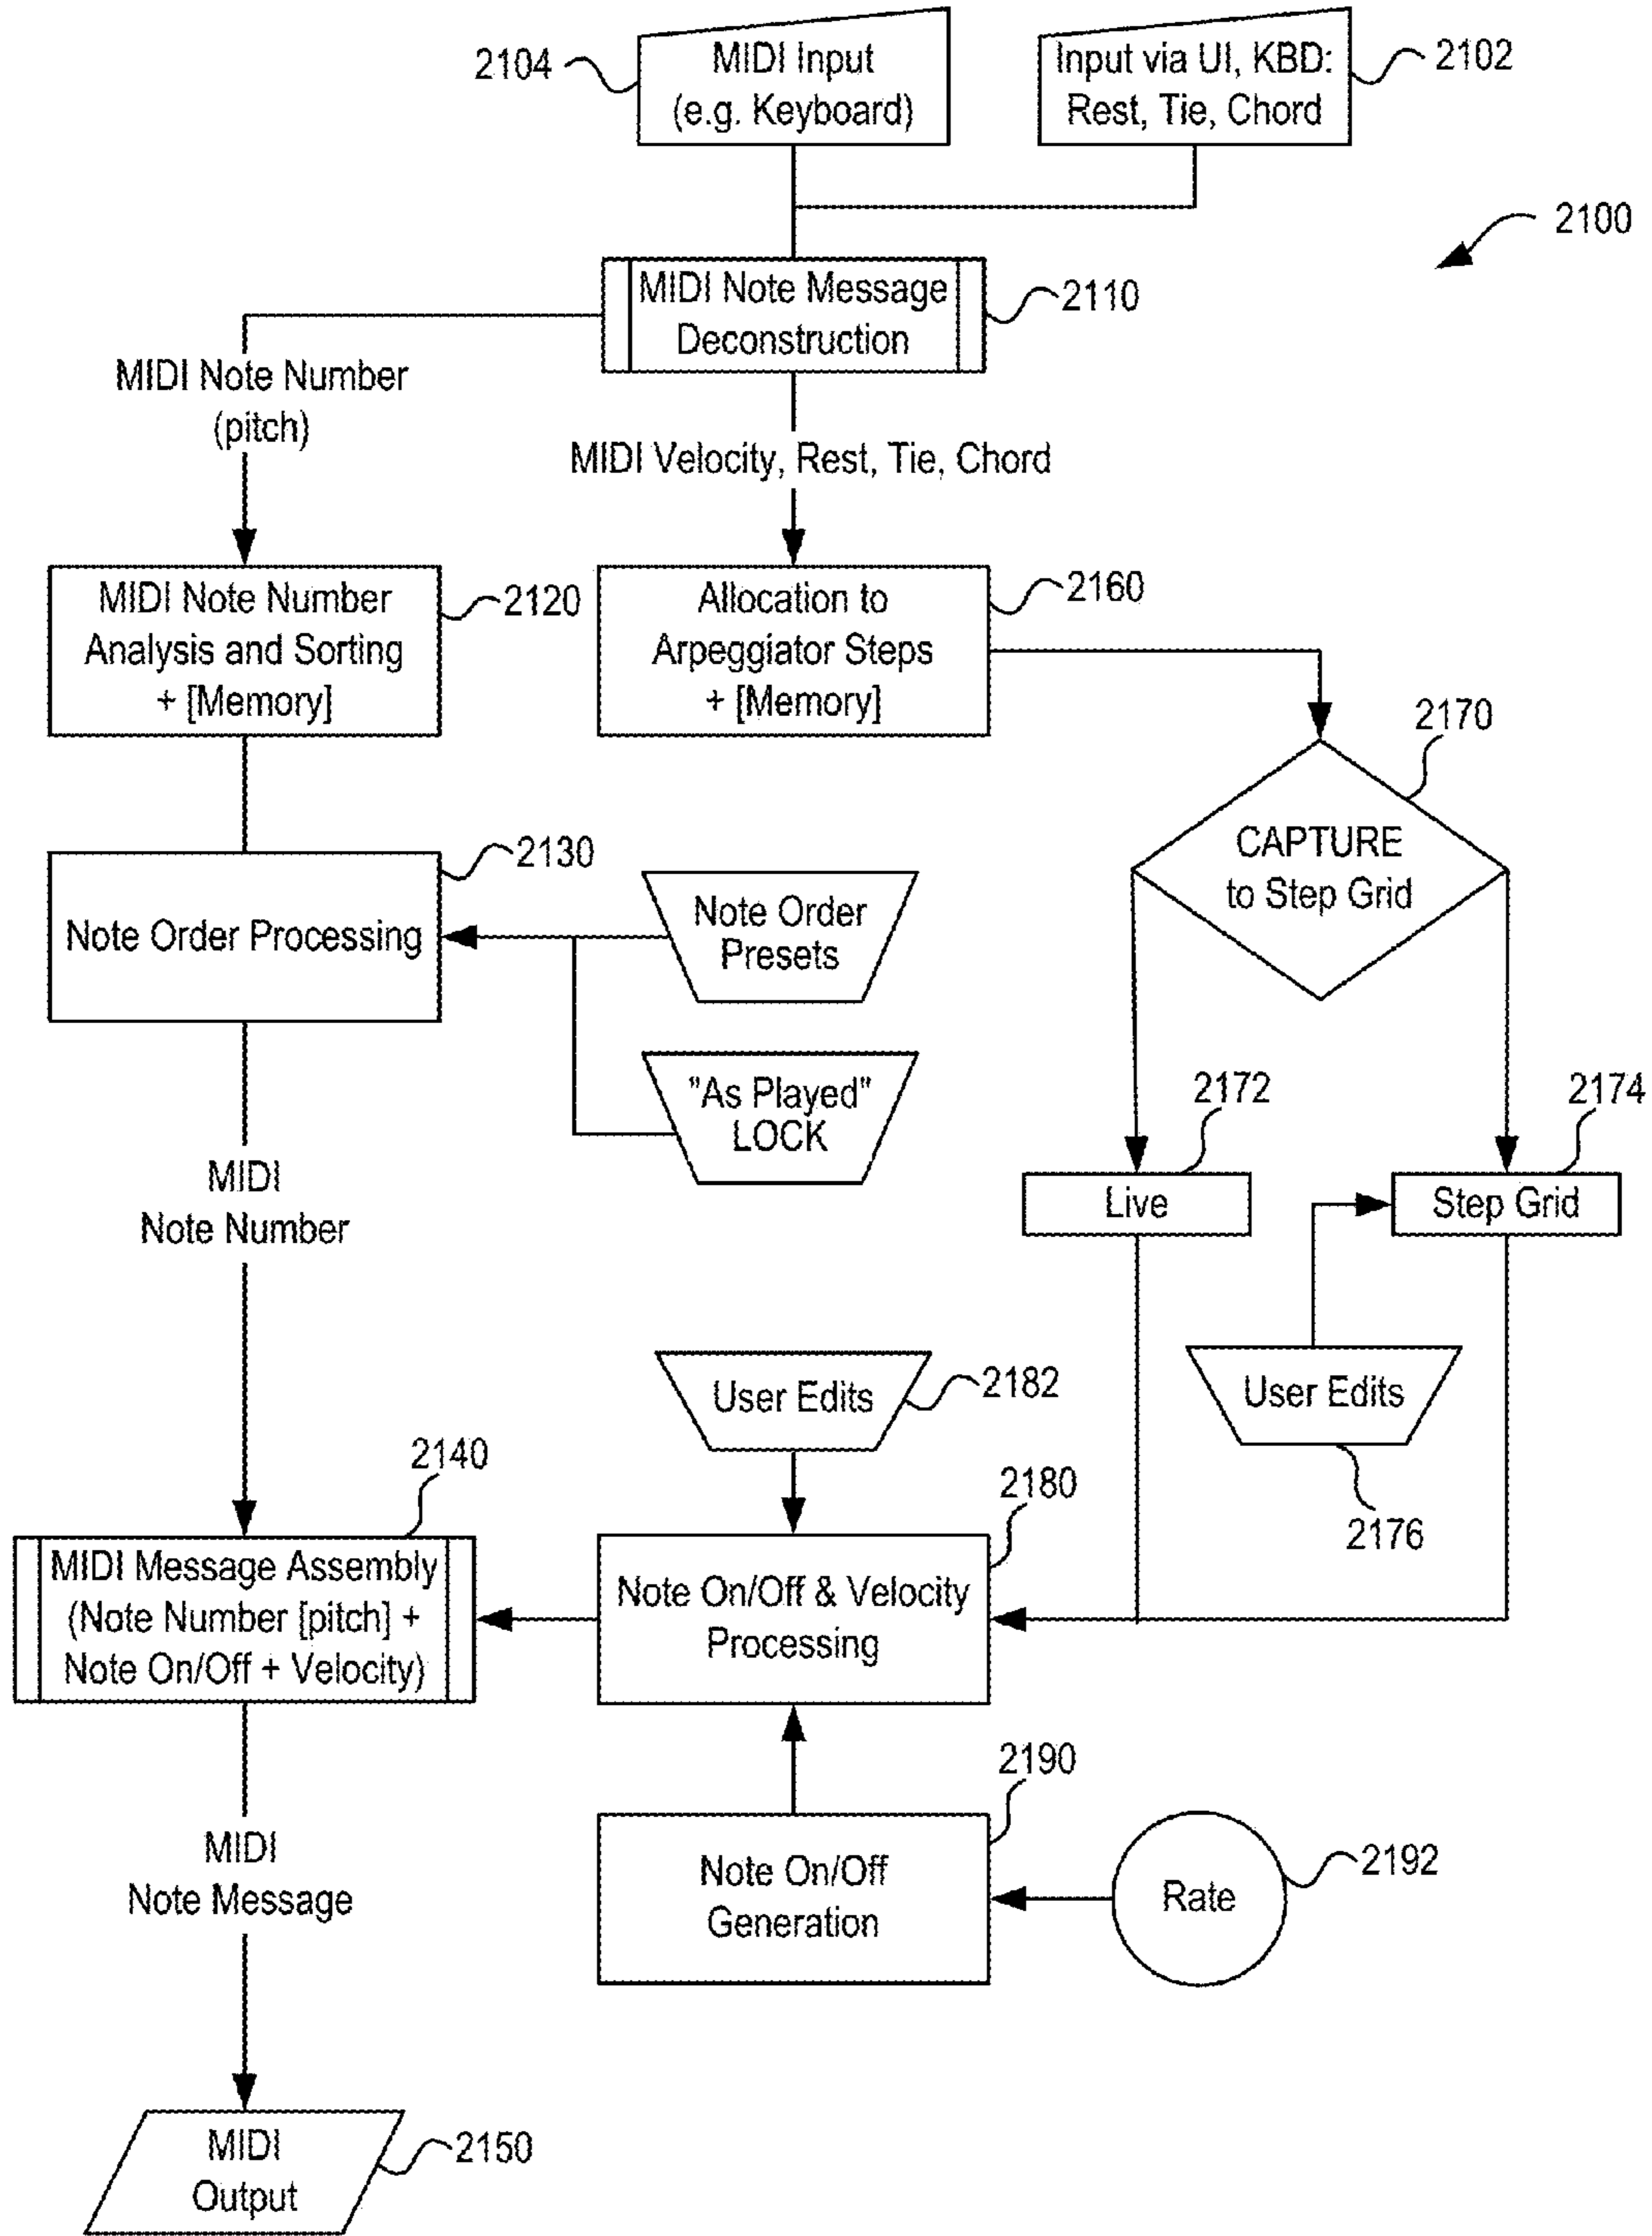 2104
MIDI Input
(e.g. Keyboard)
Input via UI, KBD:
Rest, Tie, Chord
2102
2100
MIDI Note Message
Deconstruction
2110
MIDI Note Number
(pitch)
MIDI Velocity, Rest, Tie, Chord
MIDI Note Number
Analysis and Sorting
+ [Memory]
2120
Allocation to
Arpeggiator Steps
+ [Memory]
2160
2170
CAPTURE
to Step Grid
2130
Note Order Processing
Note Order
Presets
"As Played"
LOCK
2172
2174
Live
Step Grid
MIDI
Note Number
User Edits
2182
User Edits
2176
2140
2180
MIDI Message Assembly
(Note Number [pitch] +
Note On/Off + Velocity)
Note On/Off & Velocity
Processing
2190
Note On/Off
Generation
Rate
2192
MIDI
Note Message
MIDI
Output
2150